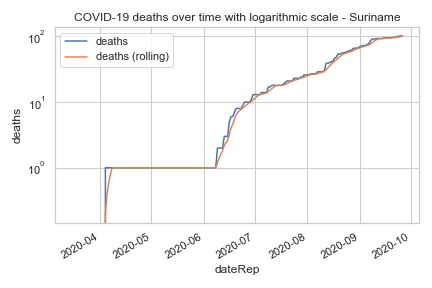 COVID-19 deaths over time with logarithmic scale - Suriname
deaths
deaths (rolling)
10²
10¹
10⁰
deaths
2020-04
2020-05
2020-06
2020-07
2020-08
2020-09
2020-10
dateRep